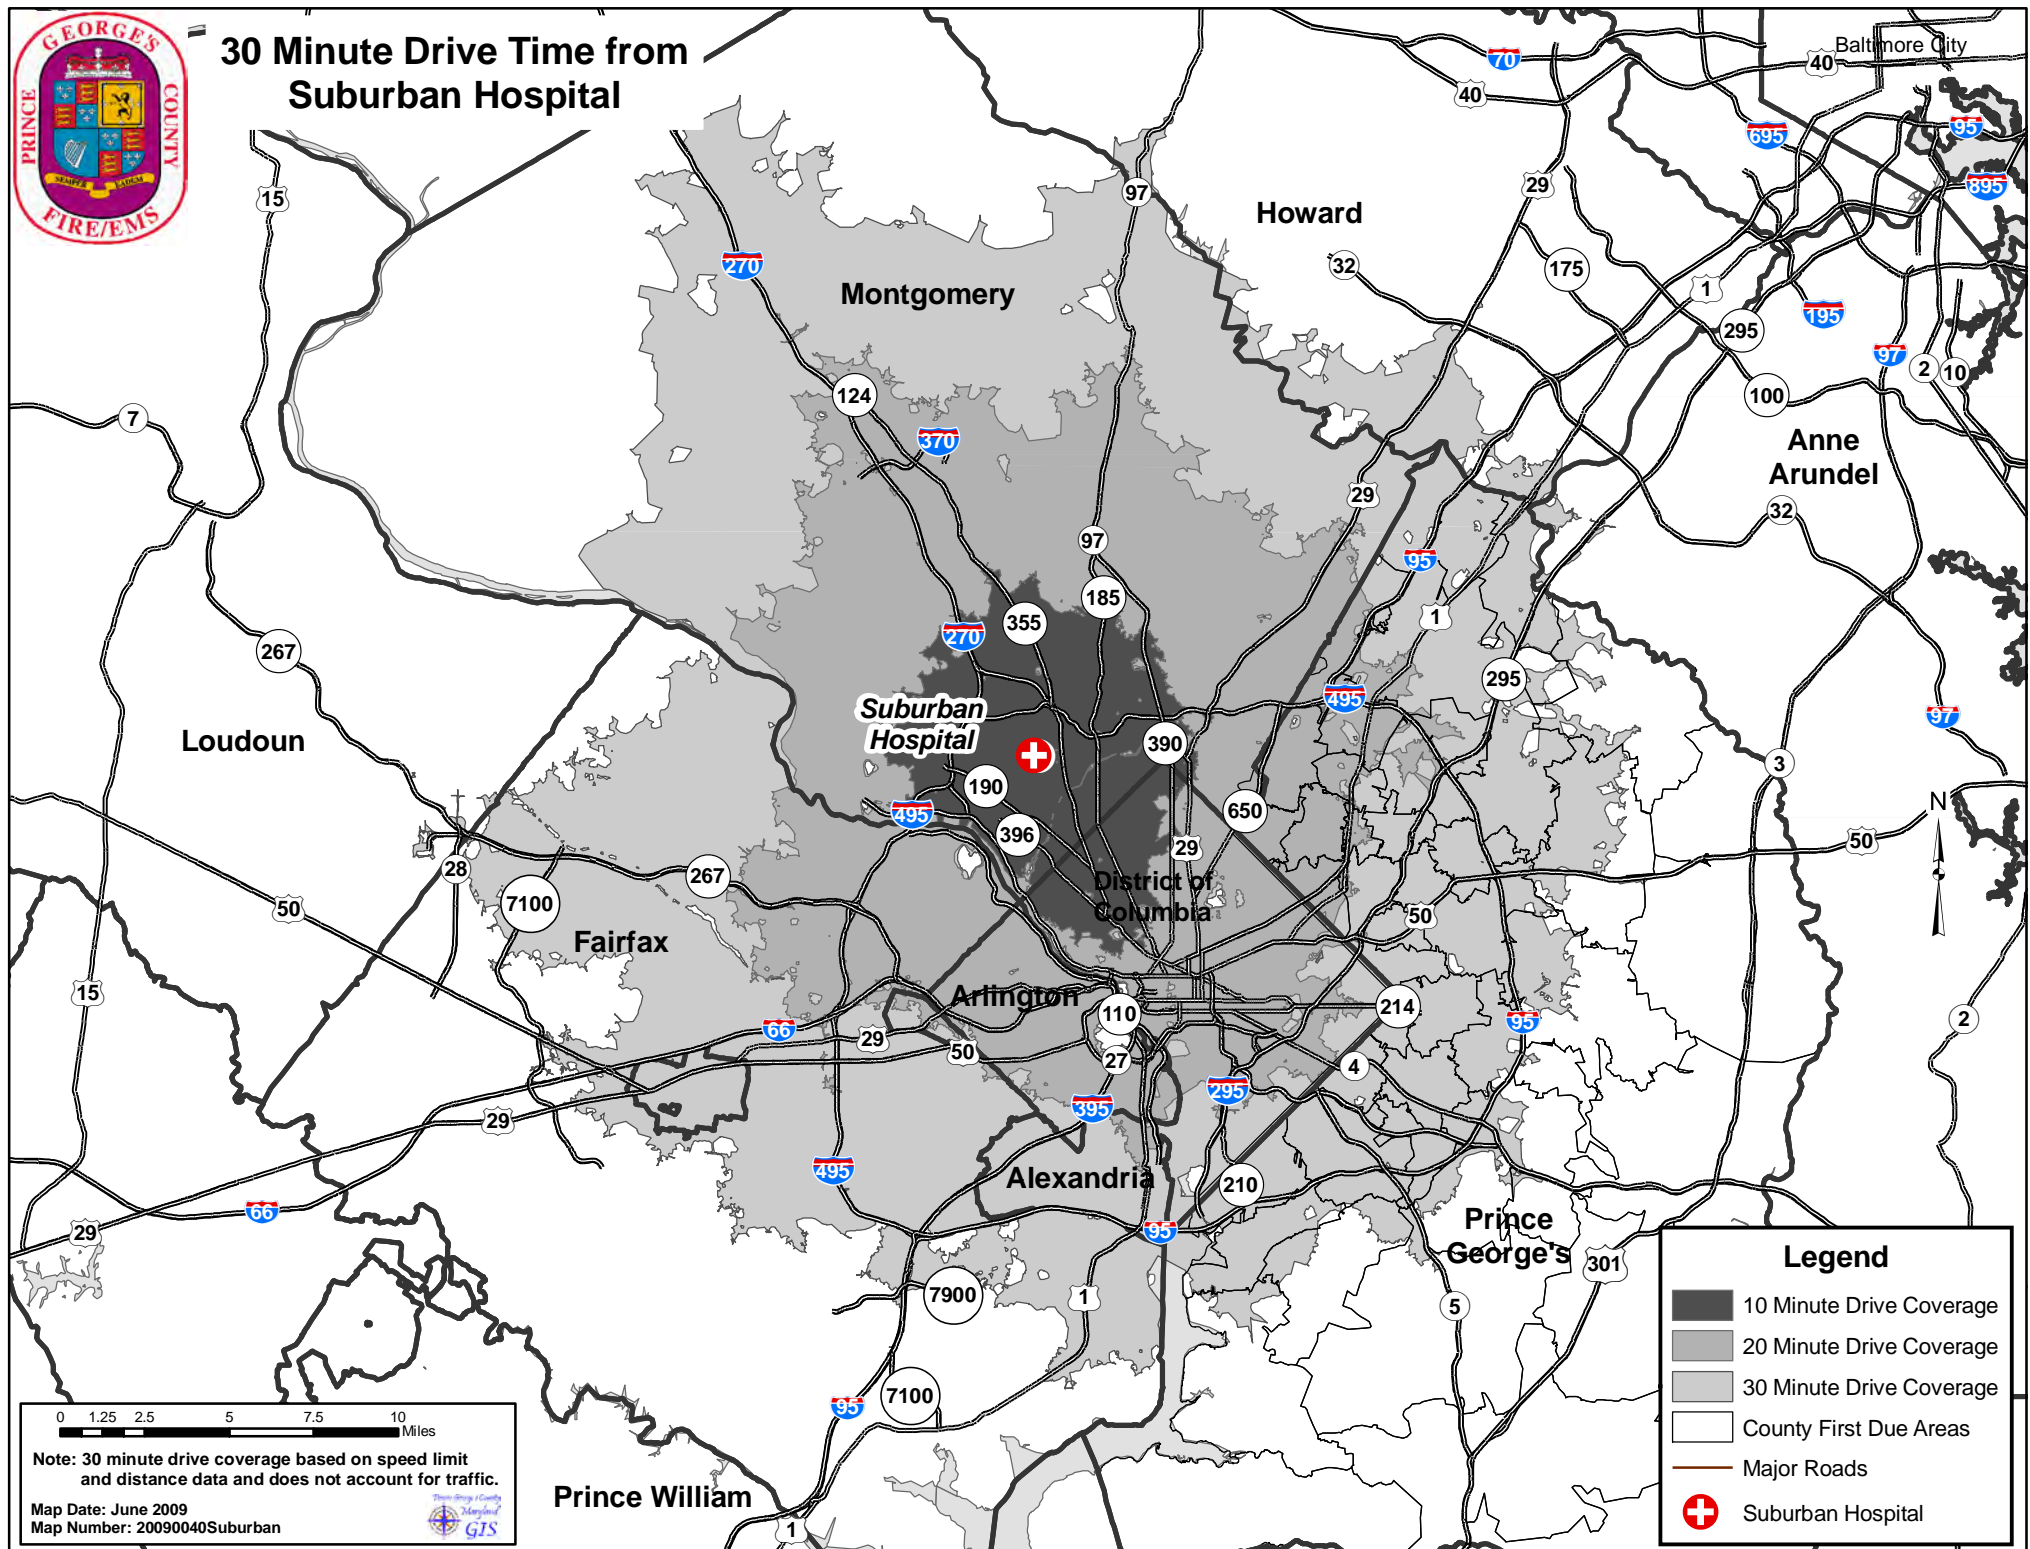 30 Minute Drive Time from
Suburban Hospital
PRINCE GEORGE'S COUNTY
SEMPER EADEM
FIRE/EMS
Baltimore City
70
40
40
695
95
895
15
97
29
Howard
32
175
270
Montgomery
1
195
295
97
2
10
100
7
124
370
Anne
Arundel
29
32
97
95
185
1
355
270
267
295
495
Suburban
Hospital
97
Loudoun
390
3
190
495
650
N
396
50
29
28
267
District of
Columbia
7100
50
50
Fairfax
15
Arlington
110
214
95
2
66
29
50
27
4
295
395
29
495
Alexandria
210
66
29
95
Prince
George's
301
7900
1
5
7100
95
Prince William
1
Legend
10 Minute Drive Coverage
20 Minute Drive Coverage
30 Minute Drive Coverage
County First Due Areas
Major Roads
Suburban Hospital
0 1.25 2.5 5 7.5 10
Miles
Note: 30 minute drive coverage based on speed limit
and distance data and does not account for traffic.
Map Date: June 2009
Map Number: 20090040Suburban
Prince George's County
Maryland
GIS